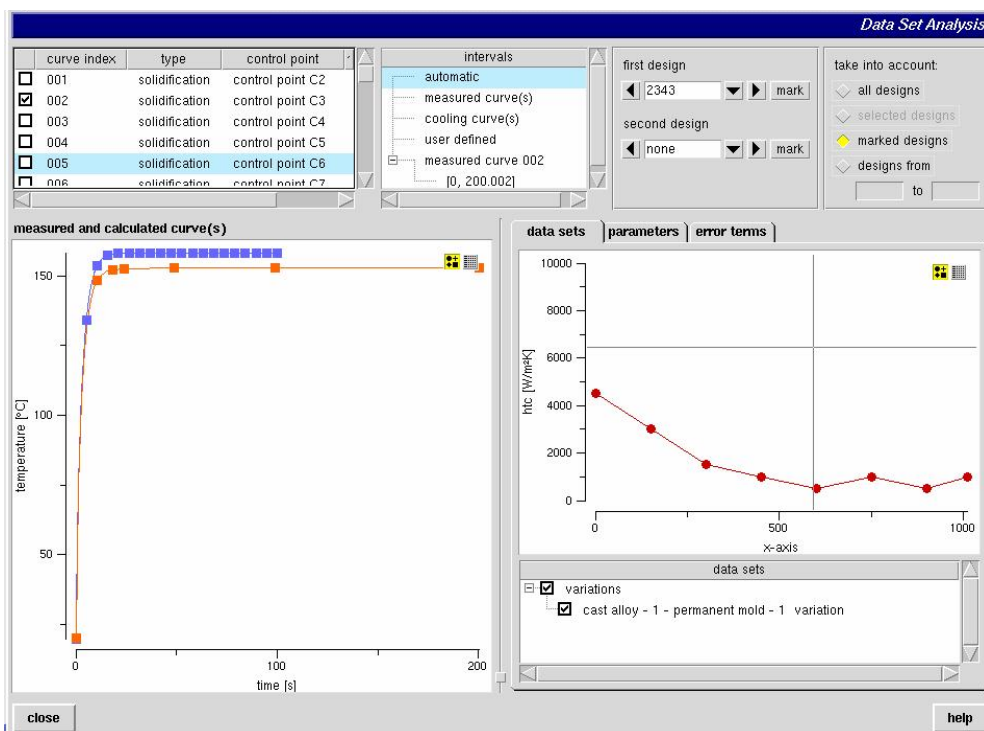 Data Set Analysis
curve index type control point
001 solidification control point C2
002 solidification control point C3
003 solidification control point C4
004 solidification control point C5
005 solidification control point C6
006 solidification control point C7
intervals
automatic
measured curve(s)
cooling curve(s)
user defined
measured curve 002
[0, 200.002]
first design
2343 mark
second design
none mark
take into account:
all designs
selected designs
marked designs
designs from
to
measured and calculated curve(s)
150
100
50
0 100 200
temperature [°C]
time [s]
data sets parameters error terms
10000
8000
6000
4000
2000
0
0 500 1000
htc [W/m²K]
x-axis
data sets
variations
cast alloy - 1 - permanent mold - 1 variation
close
help